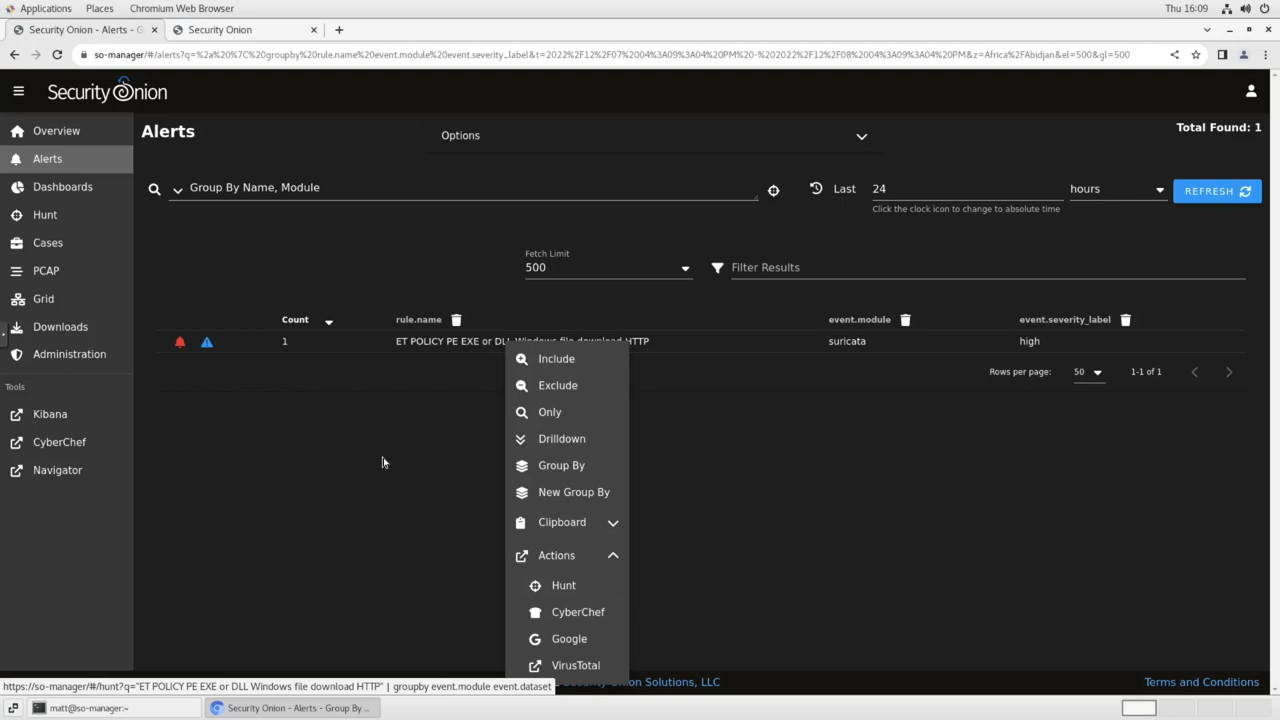 Applications Places Chromium Web Browser Thu 16:09
Security Onion - Alerts - G Security Onion
so-manager/#/alerts?q=%2a%20%7C%20groupby%20rule.name%20event.module%20event.severity_label&t=2022%2F12%2F07%2004%3A09%3A04%20PM%20-%202022%2F12%2F08%2004%3A09%3A04%20PM&z=Africa%2FAbidjan&el=500&gl=500
Security Onion
Overview
Alerts
Dashboards
Hunt
Cases
PCAP
Grid
Downloads
Administration
Tools
Kibana
CyberChef
Navigator
Alerts
Options
Total Found: 1
Group By Name, Module
Last 24 hours REFRESH
Click the clock icon to change to absolute time
Fetch Limit
500 Filter Results
Count rule.name event.module event.severity_label
1 ET POLICY PE EXE or DLL Windows file download HTTP suricata high
Rows per page: 50 1-1 of 1
Include
Exclude
Only
Drilldown
Group By
New Group By
Clipboard
Actions
Hunt
CyberChef
Google
VirusTotal
Onion Solutions, LLC Terms and Conditions
https://so-manager/#/hunt?q="ET POLICY PE EXE or DLL Windows file download HTTP" | groupby event.module event.dataset
matt@so-manager:~ Security Onion - Alerts - Group By ...